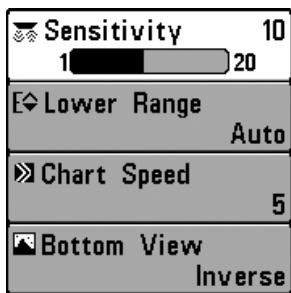 Sensitivity 10
1 20
Lower Range
Auto
Chart Speed
5
Bottom View
Inverse